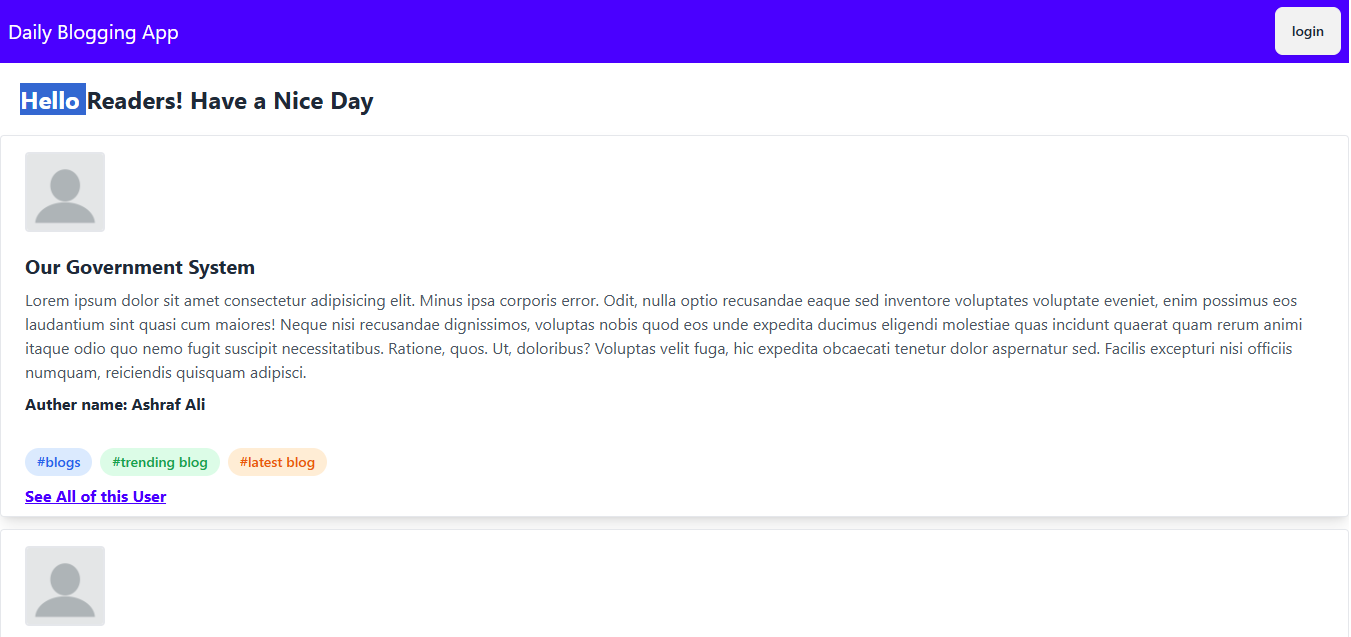 Daily Blogging App
login
Hello Readers! Have a Nice Day
Our Government System
Lorem ipsum dolor sit amet consectetur adipisicing elit. Minus ipsa corporis error. Odit, nulla optio recusandae eaque sed inventore voluptates voluptate eveniet, enim possimus eos
laudantium sint quasi cum maiores! Neque nisi recusandae dignissimos, voluptas nobis quod eos unde expedita ducimus eligendi molestiae quas incidunt quaerat quam rerum animi
itaque odio quo nemo fugit suscipit necessitatibus. Ratione, quos. Ut, doloribus? Voluptas velit fuga, hic expedita obcaecati tenetur dolor aspernatur sed. Facilis excepturi nisi officiis
numquam, reiciendis quisquam adipisci.
Auther name: Ashraf Ali
#blogs #trending blog #latest blog
See All of this User